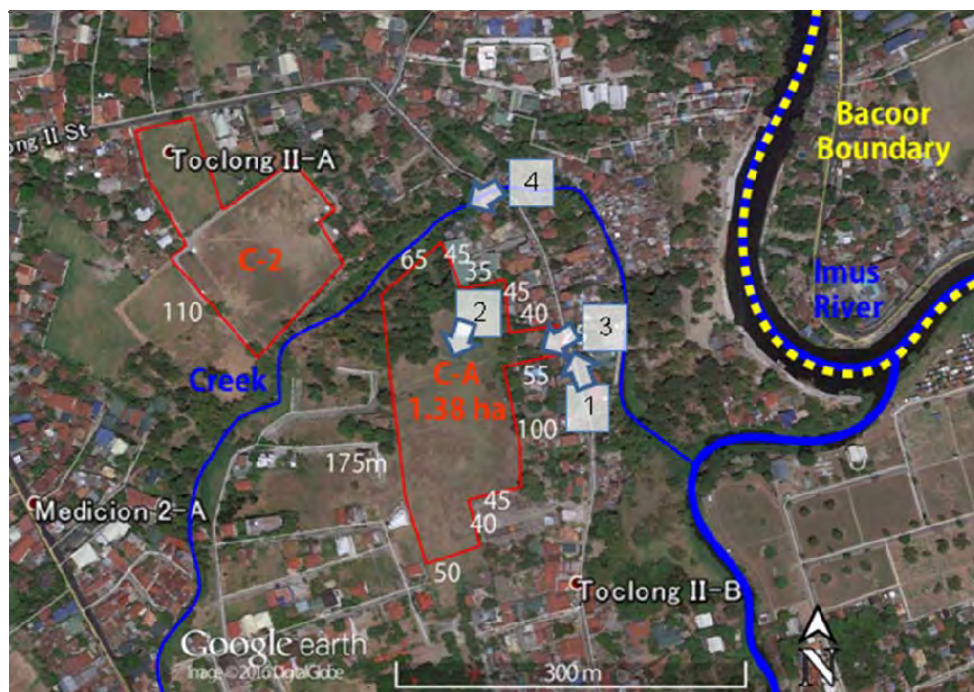 ong II St
Toclong II-A
C-2
110
4
Bacoor
Boundary
Imus
River
65
45
35
45
40
2
3
C-A
1.38 ha
55
1
100
Creek
175m
45
40
50
Medicion 2-A
Toclong II-B
Google earth
Image © 2016 DigitalGlobe
300 m
N